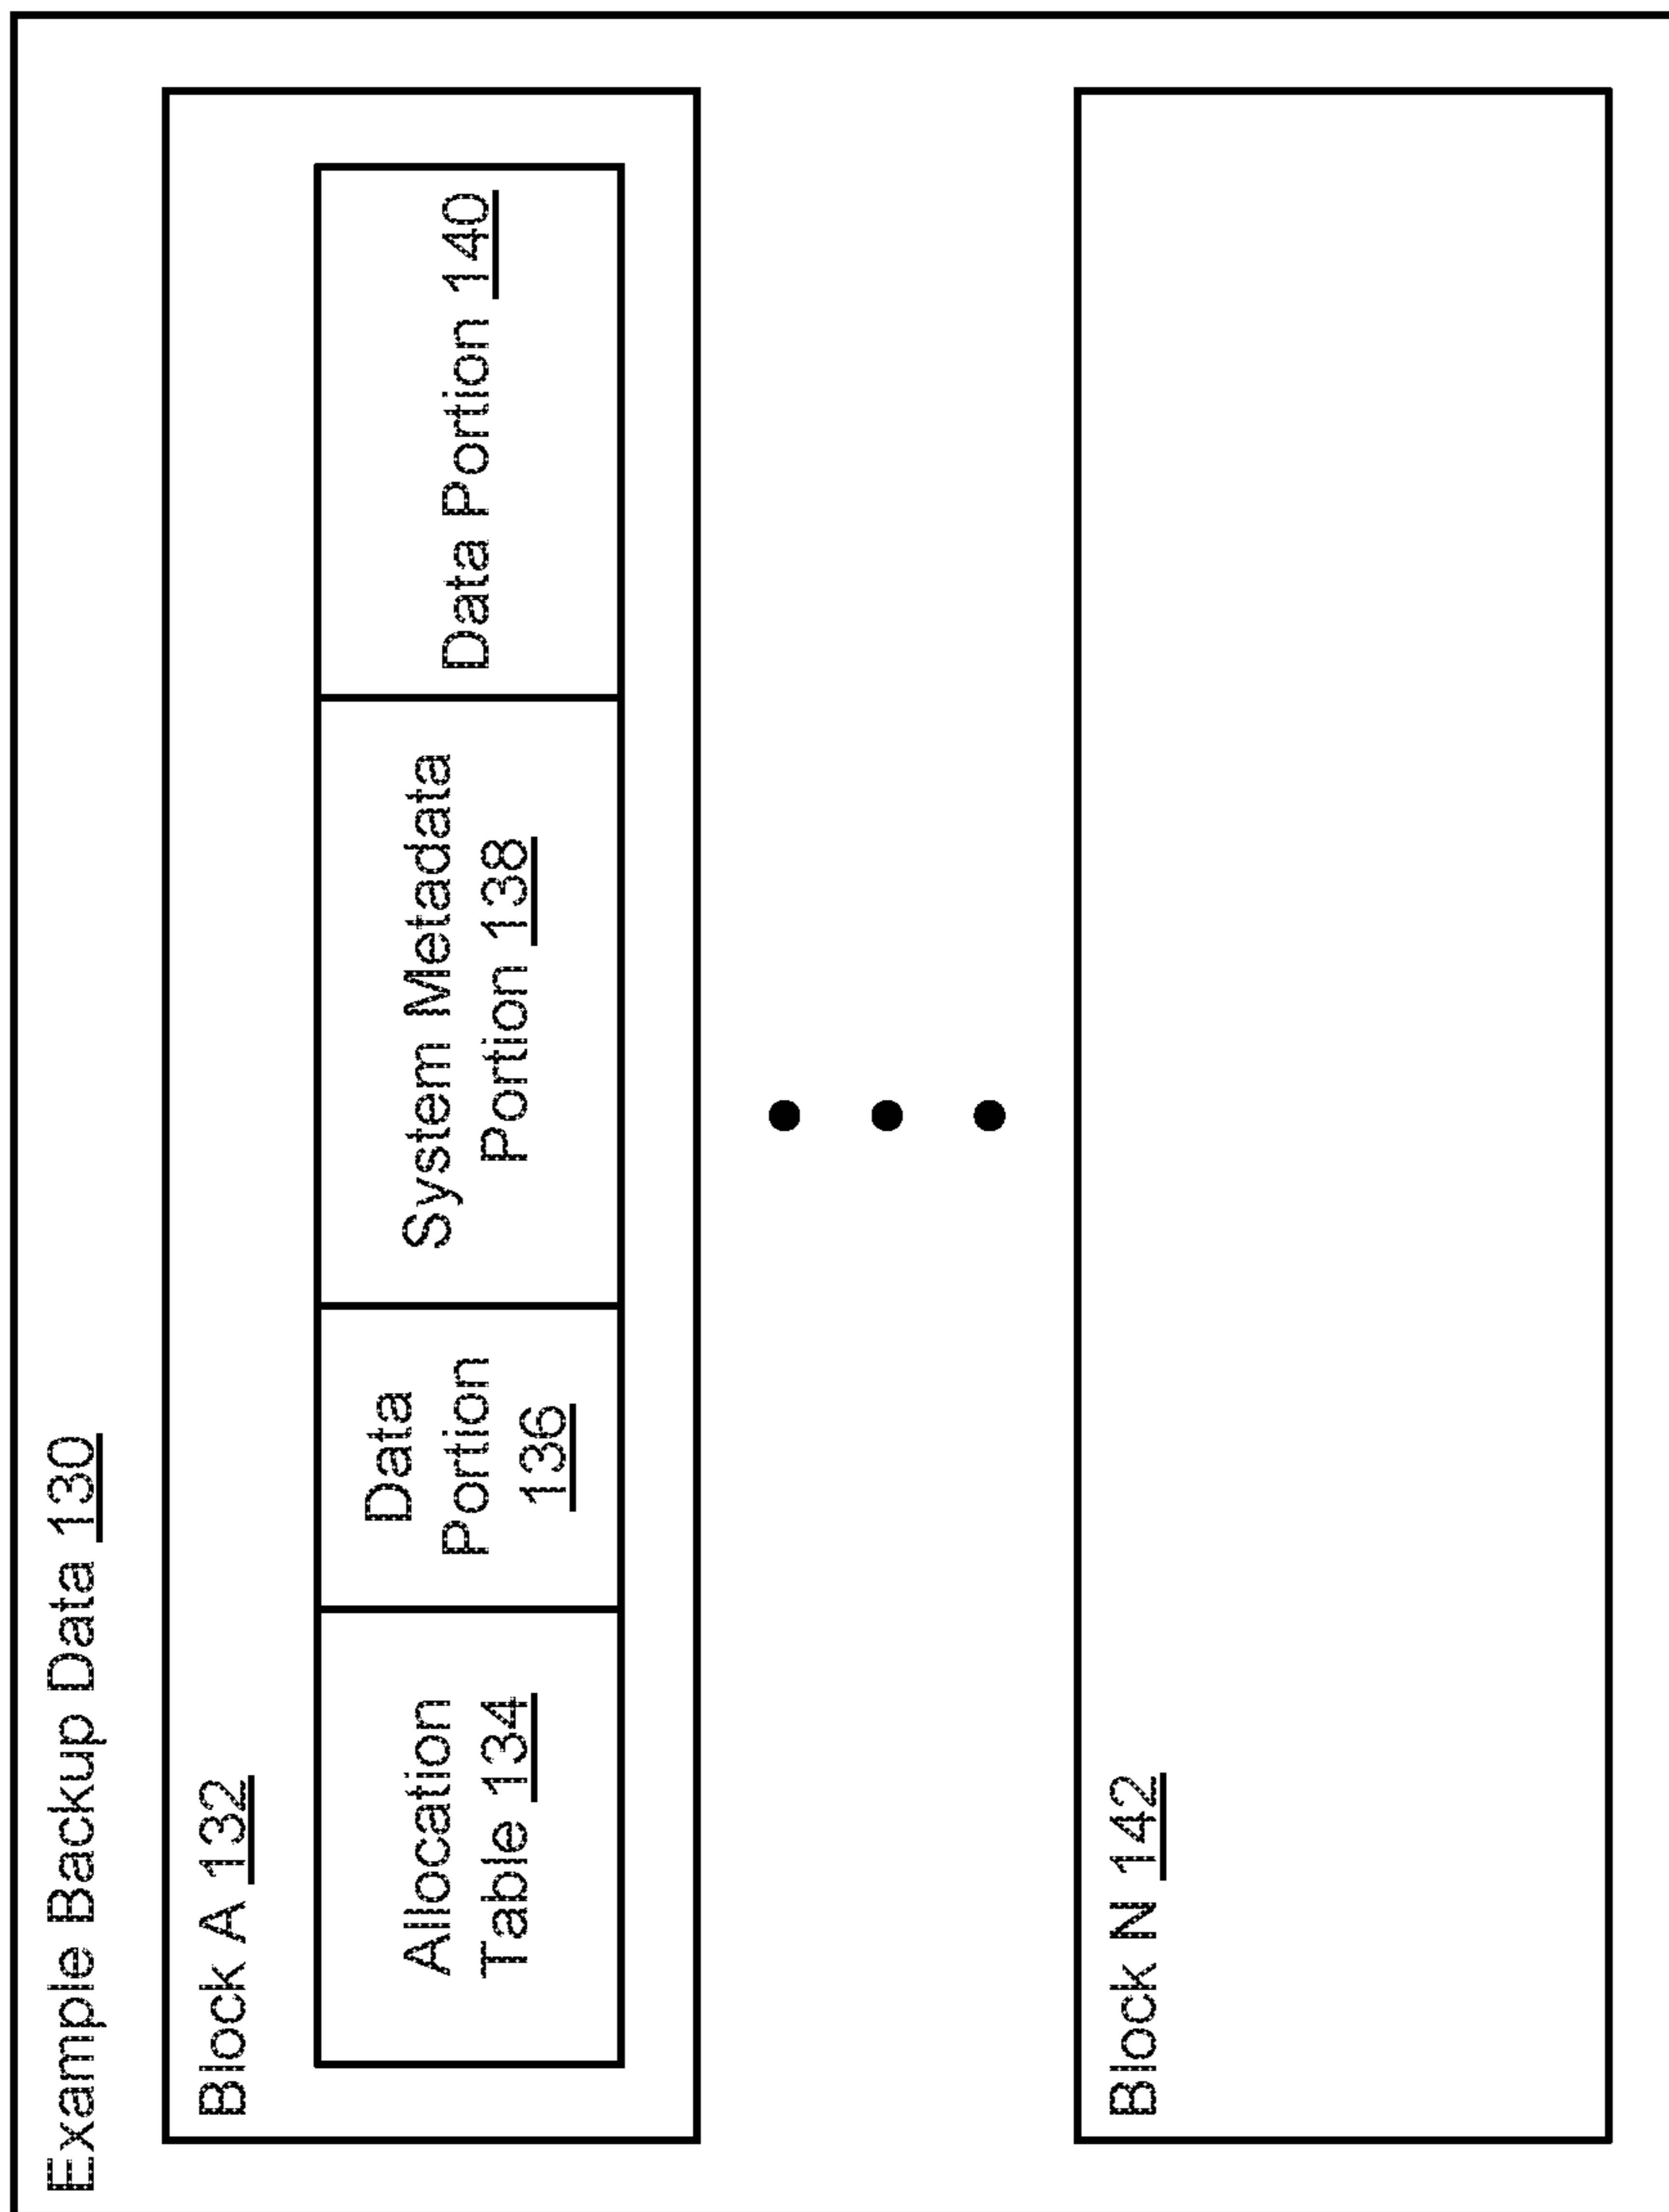 Example Backup Data 130
Block A 132
Allocation
Table 134
Data
Portion
136
System Metadata
Portion 138
Data Portion 140
Block N 142